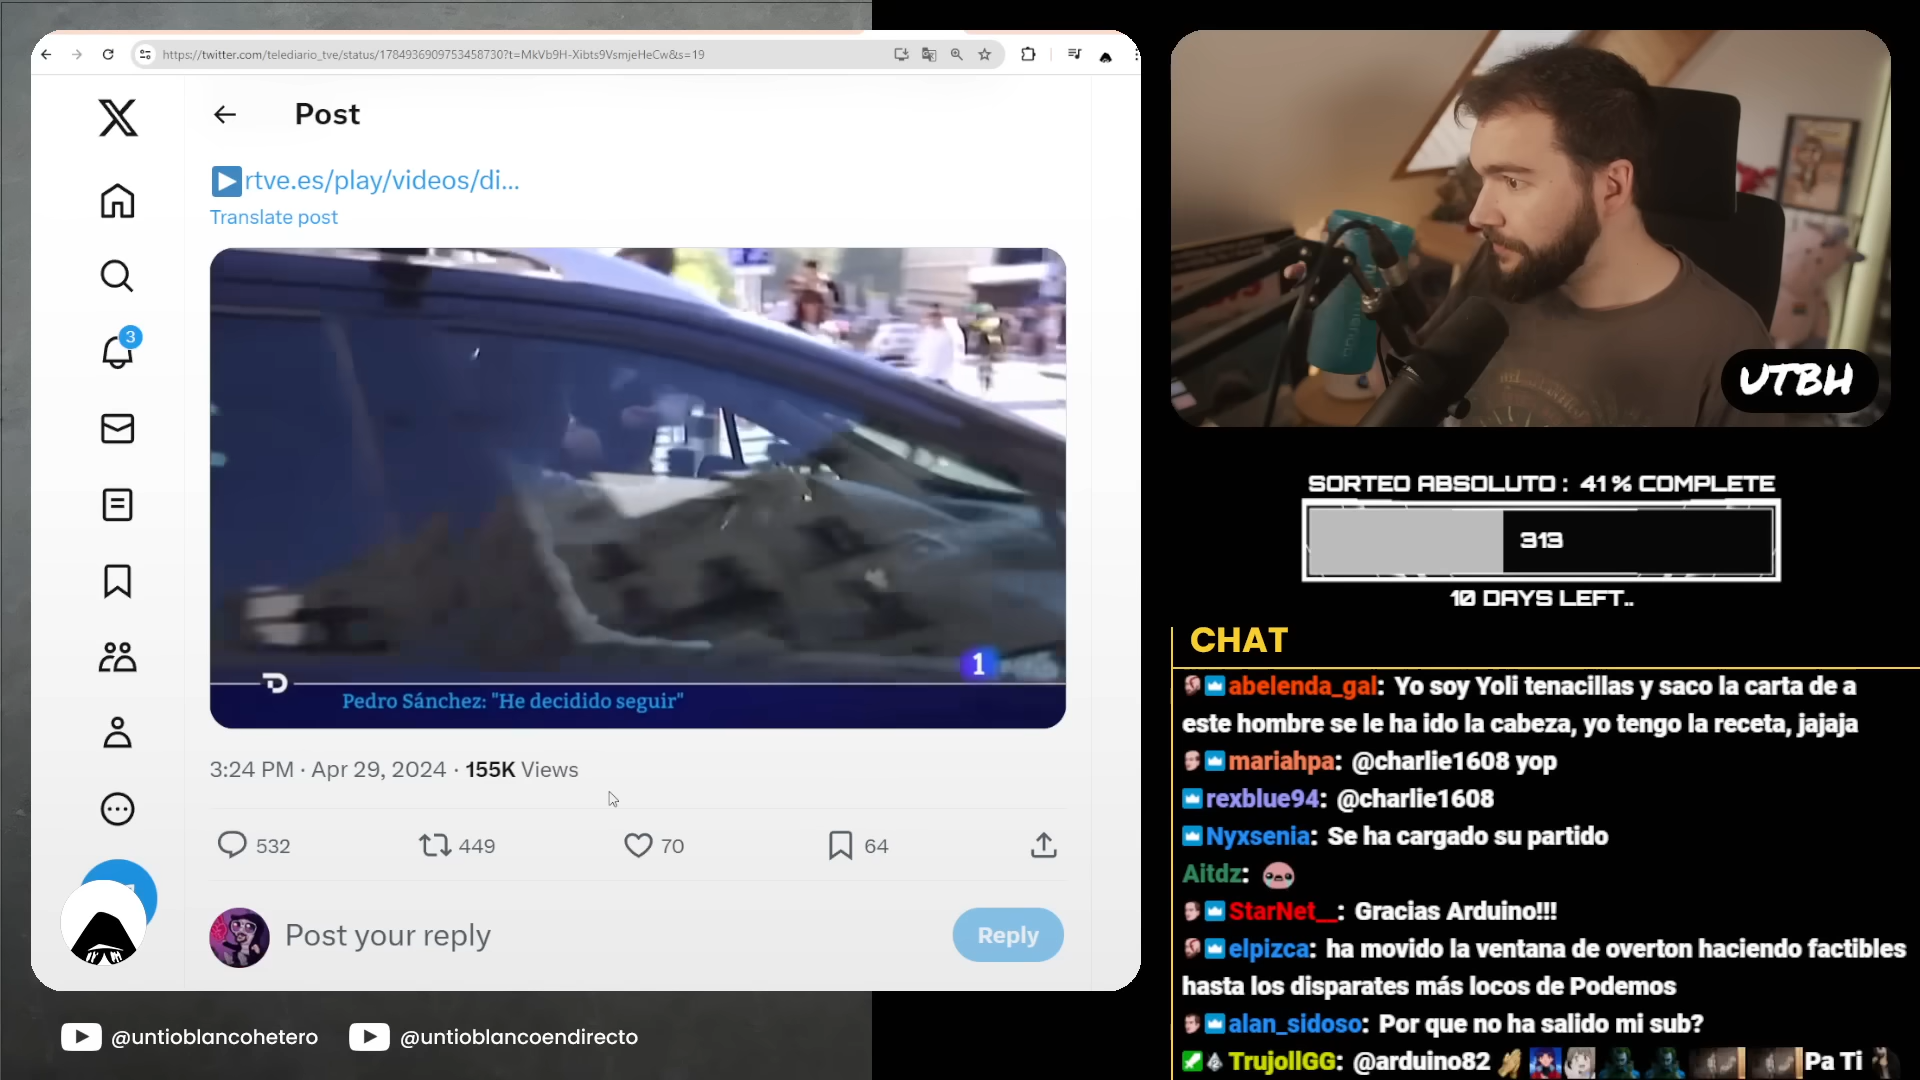 https://twitter.com/telediario_tve/status/1784936909753458730?t=MkVb9H-Xibts9VsmjeHeCw&s=19
Post
rtve.es/play/videos/di...
Translate post
3
1
Pedro Sánchez: "He decidido seguir"
3:24 PM · Apr 29, 2024 · 155K Views
532
449
70
64
Post your reply
Reply
@untioblancohetero
@untioblancoendirecto
UTBH
SORTEO ABSOLUTO : 41% COMPLETE
313
10 DAYS LEFT..
CHAT
abelenda_gal: Yo soy Yoli tenacillas y saco la carta de a
este hombre se le ha ido la cabeza, yo tengo la receta, jajaja
mariahpa: @charlie1608 yop
rexblue94: @charlie1608
Nyxsenia: Se ha cargado su partido
Aitdz:
StarNet__: Gracias Arduino!!!
elpizca: ha movido la ventana de overton haciendo factibles
hasta los disparates más locos de Podemos
alan_sidoso: Por que no ha salido mi sub?
TrujollGG: @arduino82 Pa Ti